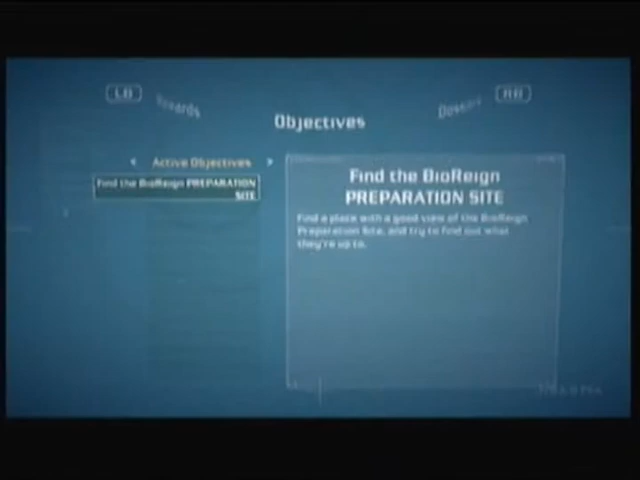 LB
RB
Rewards
Objectives
Dossier
Active Objectives
Find the BioReign PREPARATION
SITE
Find the BioReign
PREPARATION SITE
Find a place with a good view of the BioReign
Preparation Site, and try to find out what
they're up to.